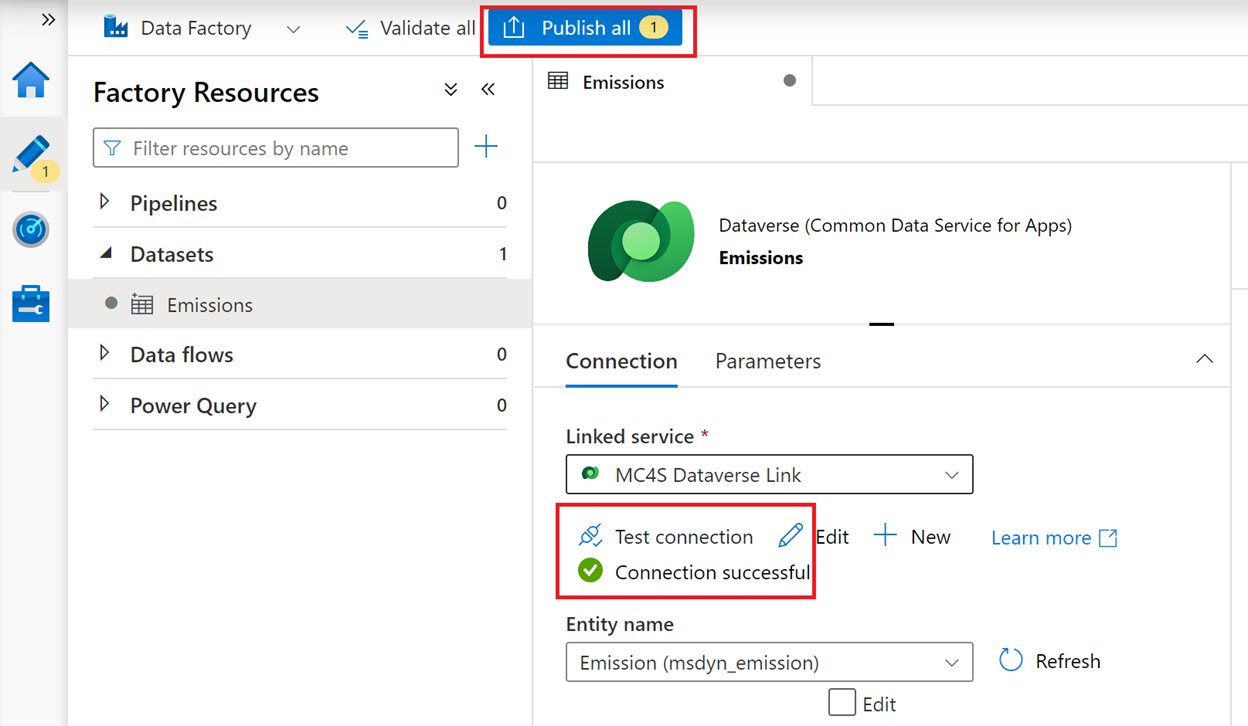 Data Factory
Validate all
Publish all 1
Factory Resources
Filter resources by name
1
Pipelines 0
Datasets 1
Emissions
Data flows 0
Power Query 0
Emissions
Dataverse (Common Data Service for Apps)
Emissions
Connection Parameters
Linked service *
MC4S Dataverse Link
Test connection Edit New Learn more
Connection successful
Entity name
Emission (msdyn_emission) Refresh
Edit